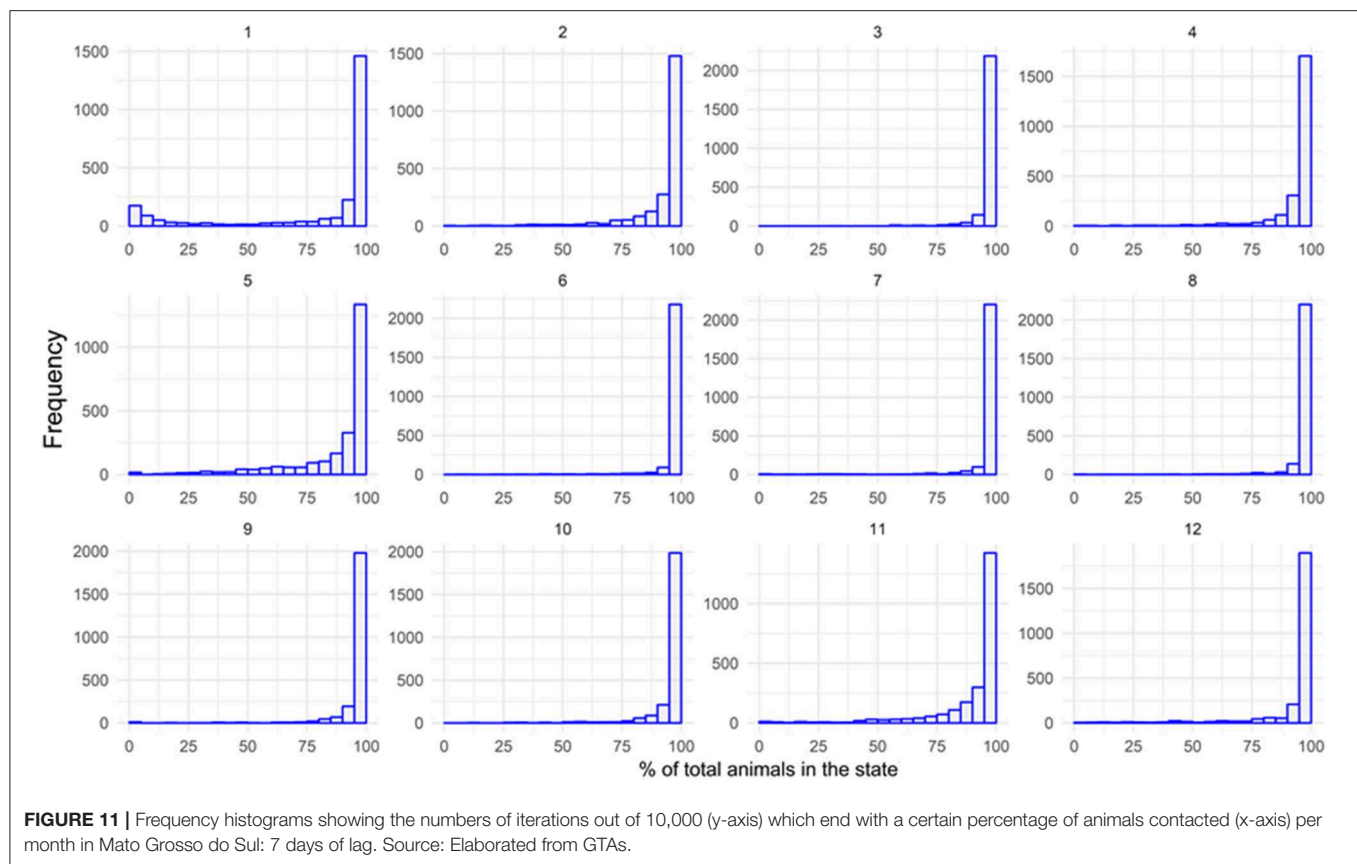 1 2 3 4
1500 1500 2000 1500
1000 1000 1500 1000
500 500 1000 500
0 0 500 0
0
0 25 50 75 100 0 25 50 75 100 0 25 50 75 100 0 25 50 75 100
5 6 7 8
1000 2000 2000 2000
500 1500 1500 1500
0 1000 1000 1000
500 500 500
0 0 0
0 25 50 75 100 0 25 50 75 100 0 25 50 75 100 0 25 50 75 100
Frequency
9 10 11 12
2000 2000 1000 1500
1500 1500 500 1000
1000 1000 0 500
500 500 0
0 0
0 25 50 75 100 0 25 50 75 100 0 25 50 75 100 0 25 50 75 100
% of total animals in the state
FIGURE 11 | Frequency histograms showing the numbers of iterations out of 10,000 (y-axis) which end with a certain percentage of animals contacted (x-axis) per
month in Mato Grosso do Sul: 7 days of lag. Source: Elaborated from GTAs.